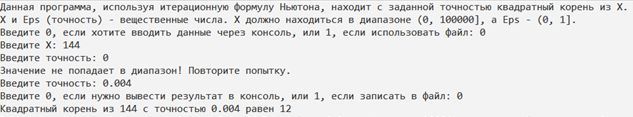 Данная программа, используя итерационную формулу Ньютона, находит с заданной точностью квадратный корень из X.
X и Eps (точность) - вещественные числа. X должно находиться в диапазоне (0, 100000], а Eps - (0, 1].
Введите 0, если хотите вводить данные через консоль, или 1, если использовать файл: 0
Введите X: 144
Введите точность: 0
Значение не попадает в диапазон! Повторите попытку.
Введите точность: 0.004
Введите 0, если нужно вывести результат в консоль, или 1, если записать в файл: 0
Квадратный корень из 144 с точностью 0.004 равен 12